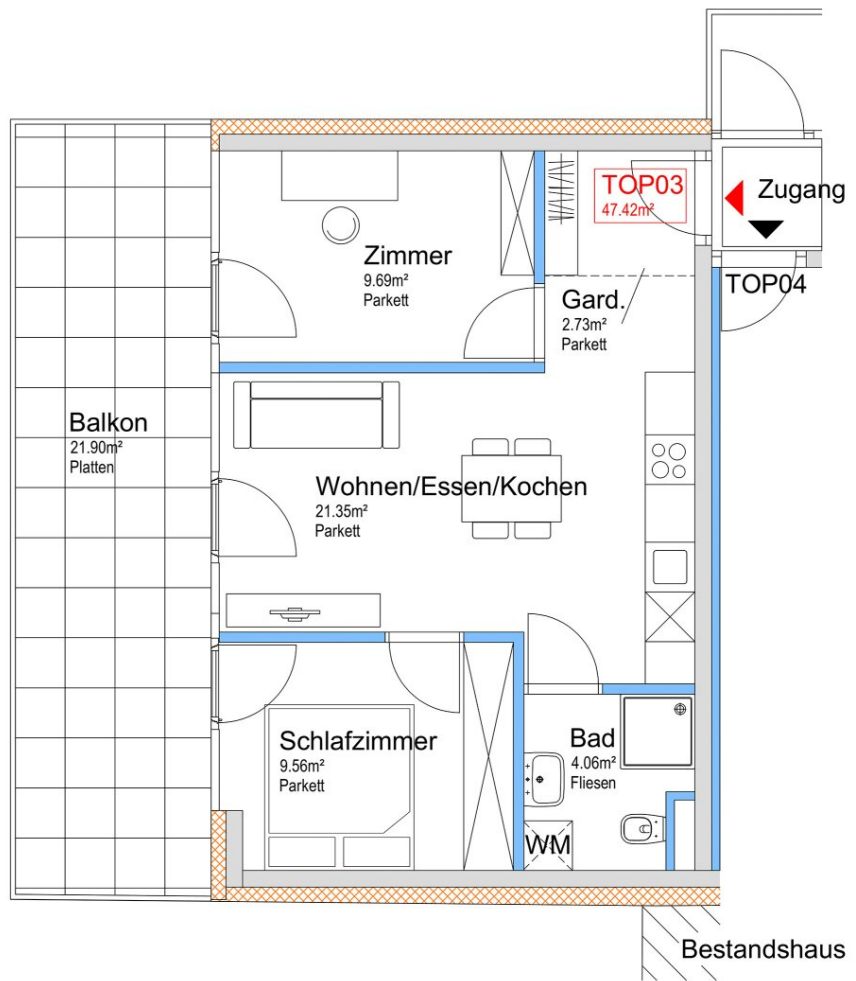 TOP03
47.42m²
Zugang
Zimmer
9.69m²
Parkett
TOP04
Gard.
2.73m²
Parkett
Balkon
21.90m²
Platten
Wohnen/Essen/Kochen
21.35m²
Parkett
Schlafzimmer
9.56m²
Parkett
Bad
4.06m²
Fliesen
WM
Bestandshaus